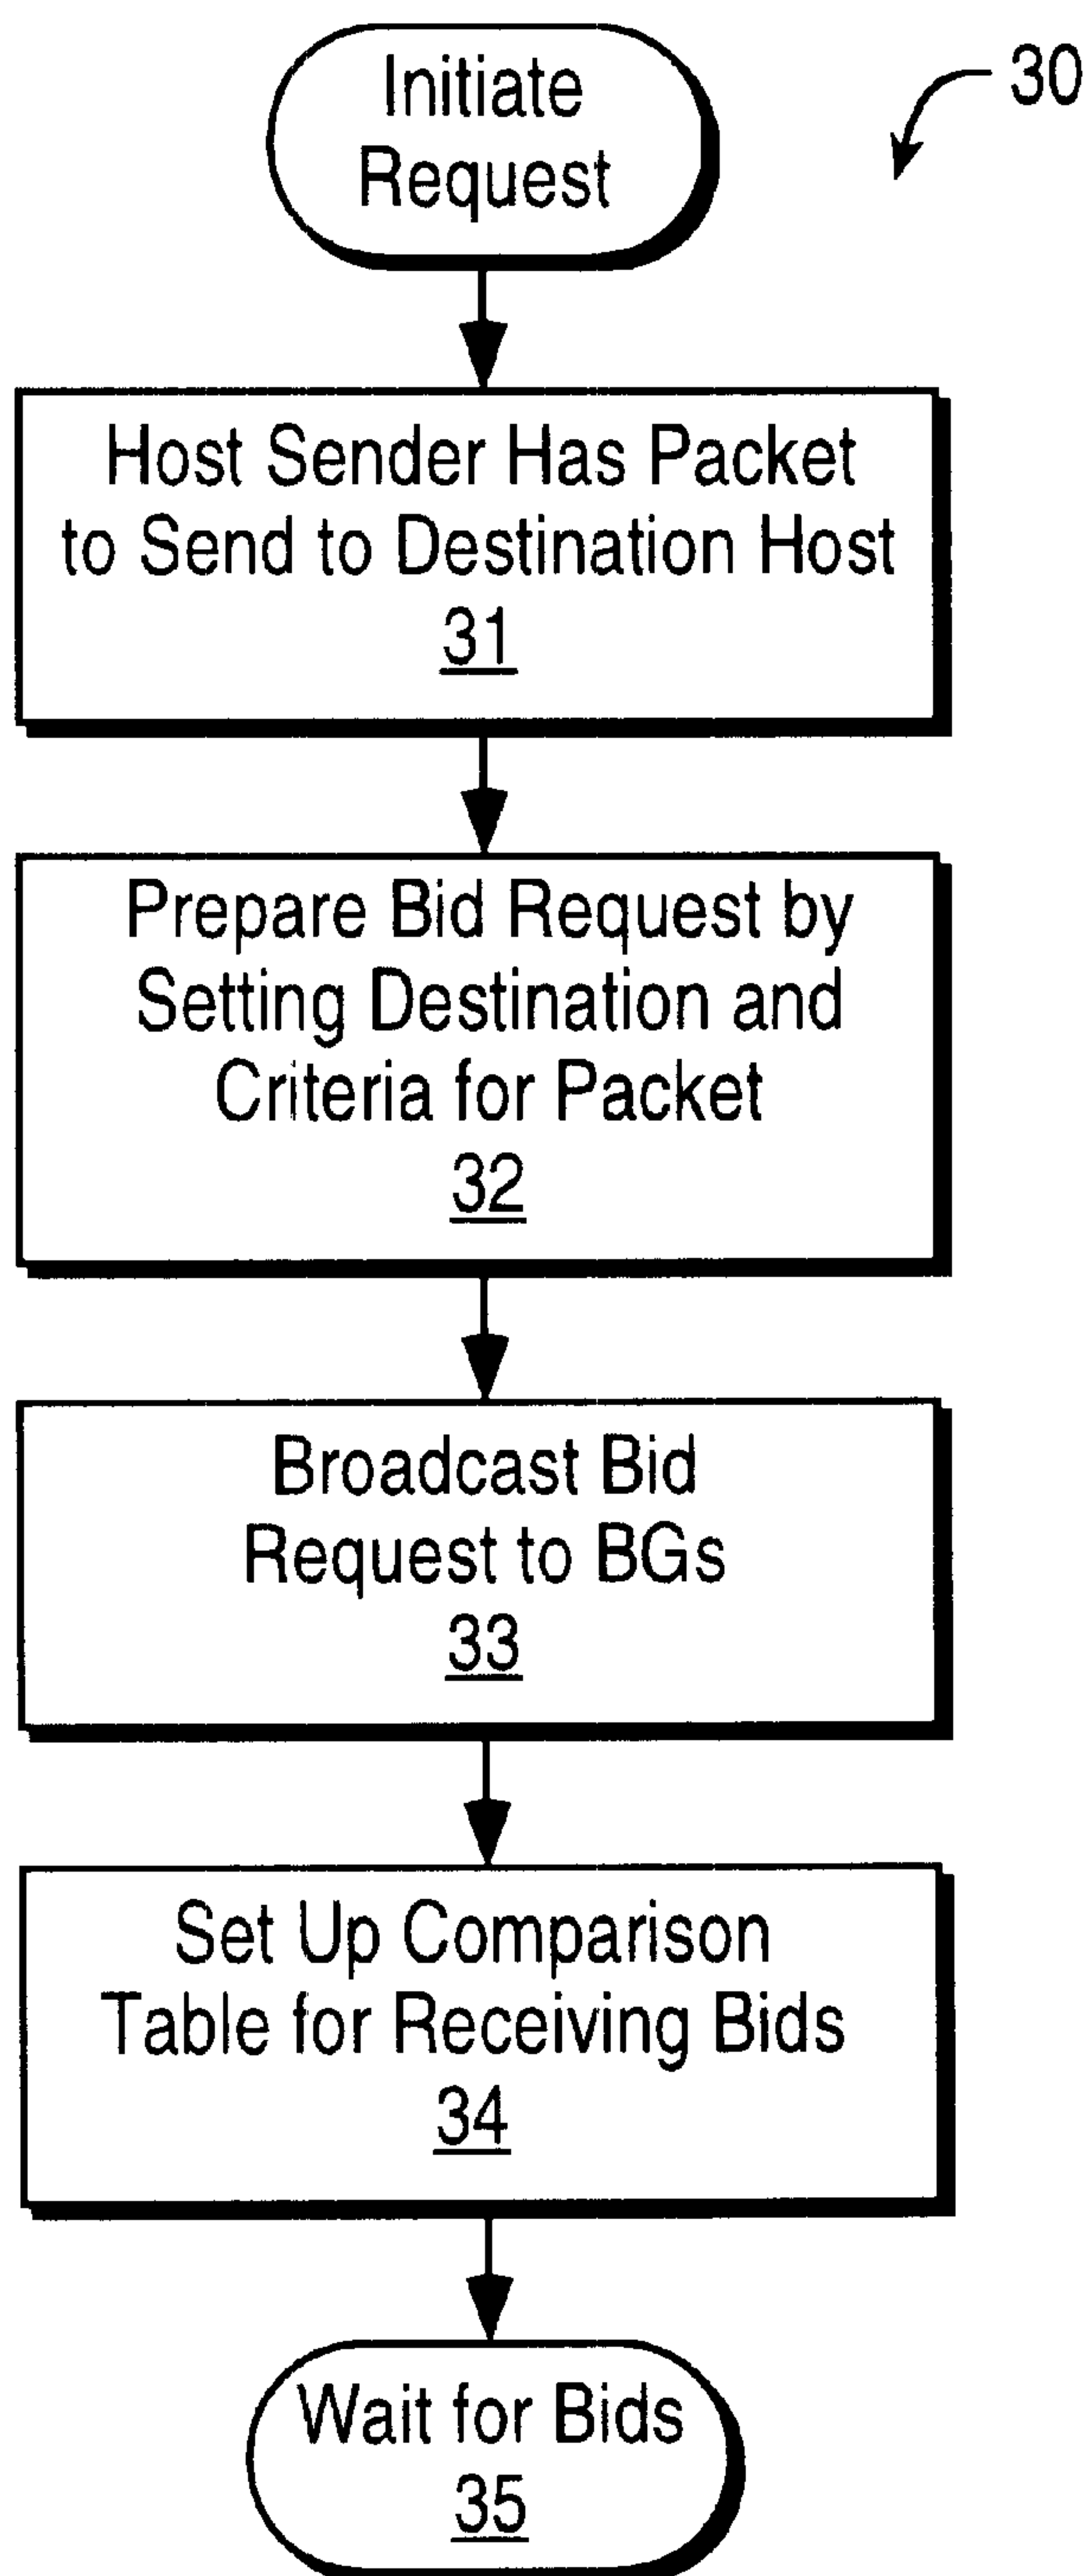 Initiate
Request
30
Host Sender Has Packet
to Send to Destination Host
31
Prepare Bid Request by
Setting Destination and
Criteria for Packet
32
Broadcast Bid
Request to BGs
33
Set Up Comparison
Table for Receiving Bids
34
Wait for Bids
35